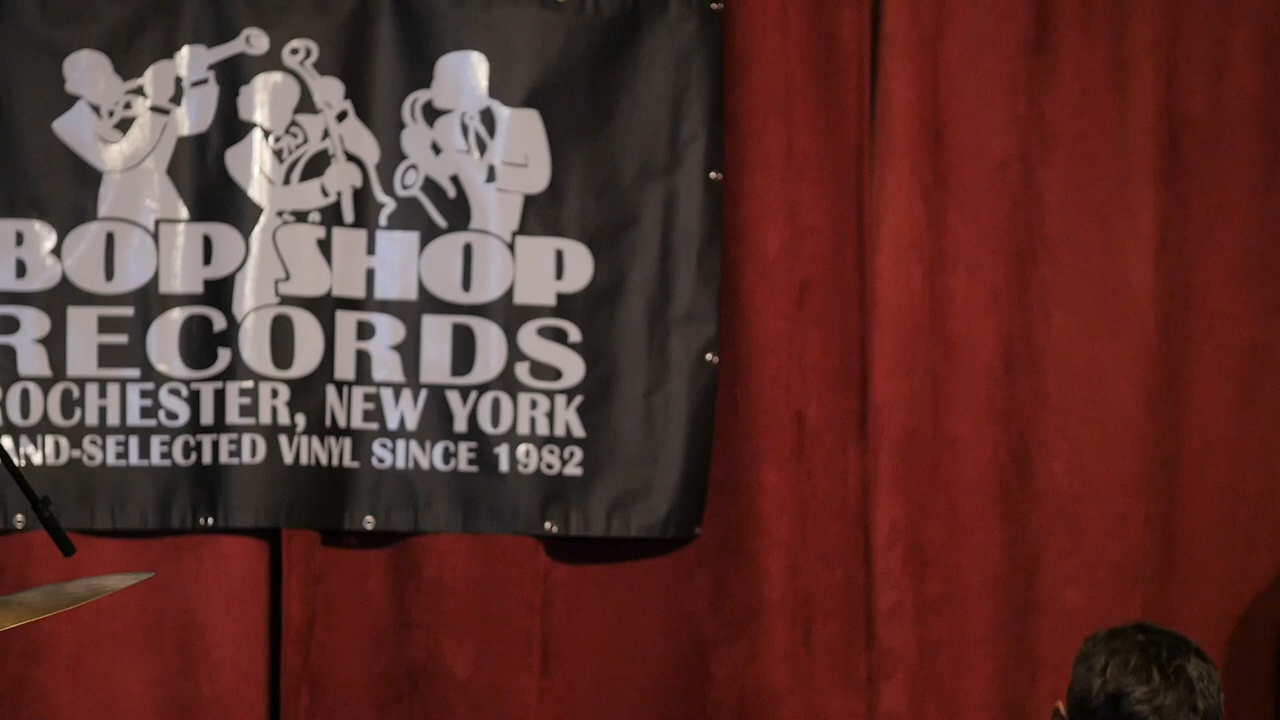 BOP SHOP
RECORDS
ROCHESTER, NEW YORK
AND-SELECTED VINYL SINCE 1982